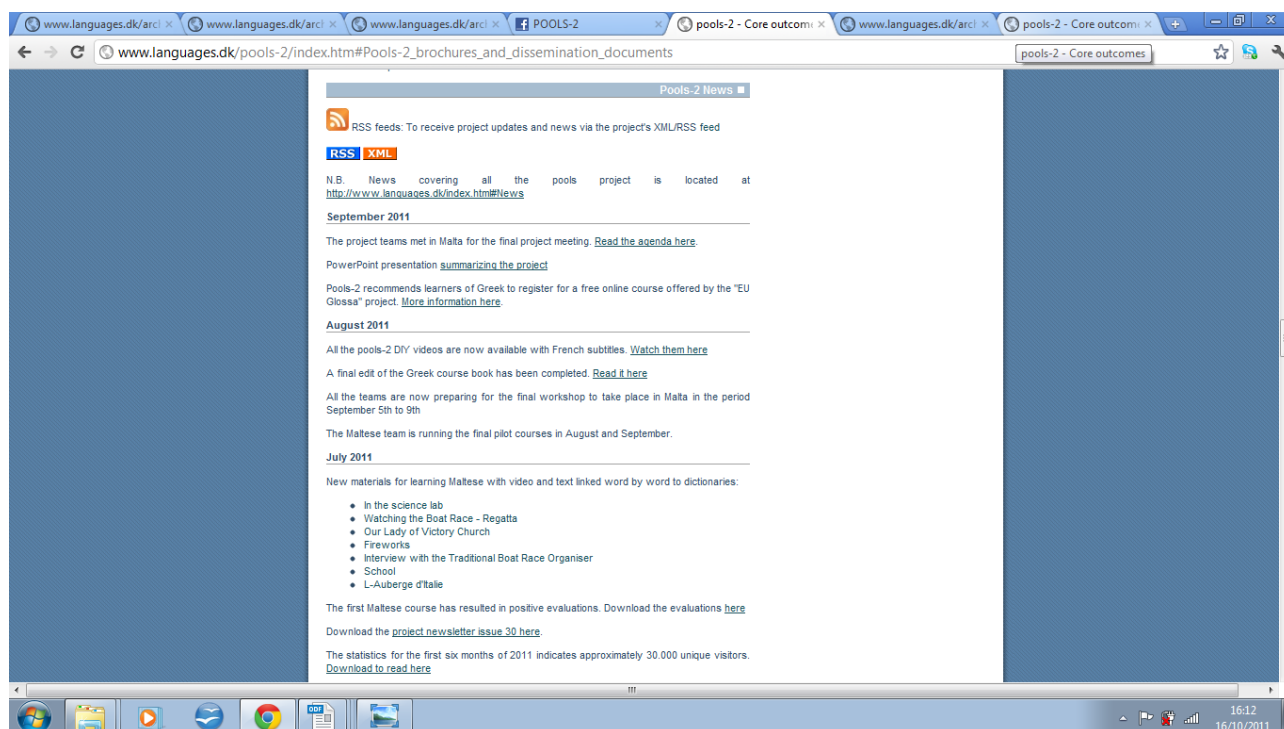 www.languages.dk/arcl
www.languages.dk/arcl
www.languages.dk/arcl
POOLS-2
pools-2 - Core outcom
www.languages.dk/arcl
pools-2 - Core outcom
www.languages.dk/pools-2/index.htm#Pools-2_brochures_and_dissemination_documents
pools-2 - Core outcomes
Pools-2 News
RSS feeds: To receive project updates and news via the project's XML/RSS feed
RSS XML
N.B. News covering all the pools project is located at
http://www.languages.dk/index.html#News
September 2011
The project teams met in Malta for the final project meeting. Read the agenda here.
PowerPoint presentation summarizing the project
Pools-2 recommends learners of Greek to register for a free online course offered by the "EU
Glossa" project. More information here.
August 2011
All the pools-2 DIY videos are now available with French subtitles. Watch them here
A final edit of the Greek course book has been completed. Read it here
All the teams are now preparing for the final workshop to take place in Malta in the period
September 5th to 9th
The Maltese team is running the final pilot courses in August and September.
July 2011
New materials for learning Maltese with video and text linked word by word to dictionaries:
In the science lab
Watching the Boat Race - Regatta
Our Lady of Victory Church
Fireworks
Interview with the Traditional Boat Race Organiser
School
L-Auberge d'Italie
The first Maltese course has resulted in positive evaluations. Download the evaluations here
Download the project newsletter issue 30 here.
The statistics for the first six months of 2011 indicates approximately 30.000 unique visitors.
Download to read here
ODF
16:12
16/10/2011